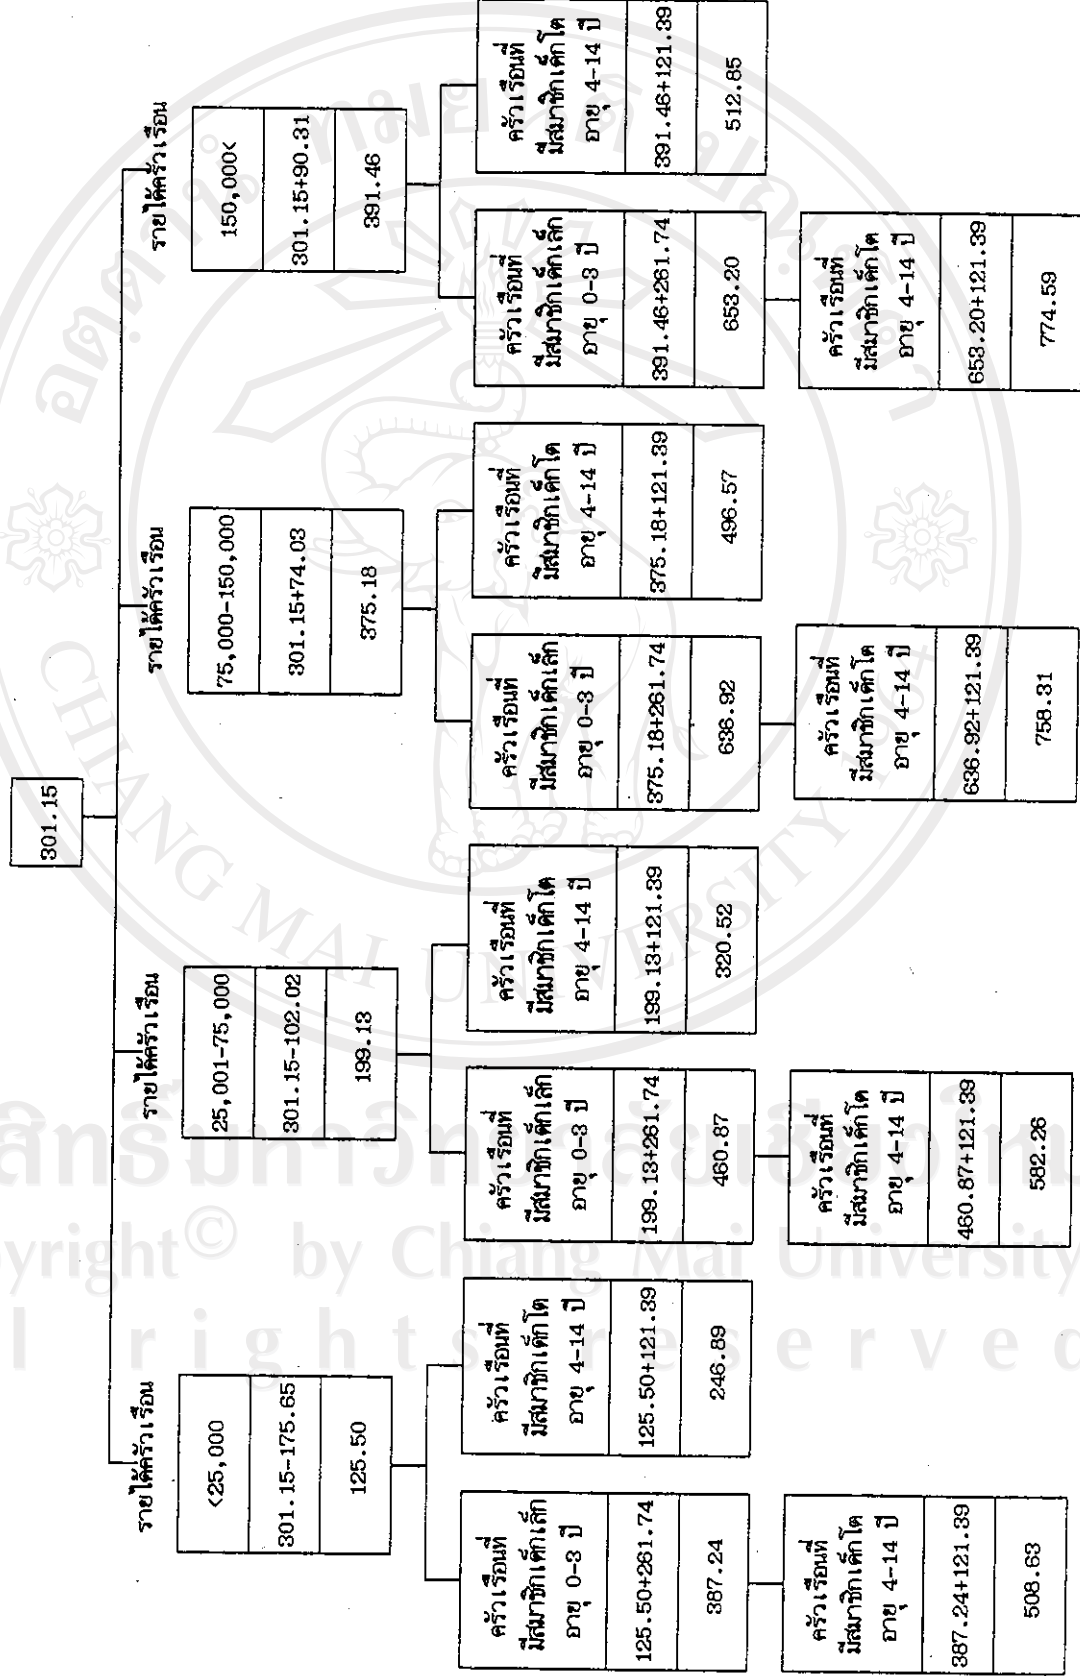 301.15
รายได้ครัวเรือน
<25,000
301.15-175.65
125.50
รายได้ครัวเรือน
25,001-75,000
301.15-102.02
199.13
รายได้ครัวเรือน
75,000-150,000
301.15+74.03
375.18
รายได้ครัวเรือน
150,000<
301.15+90.31
391.46
ครัวเรือนที่
มีสมาชิกเด็กเล็ก
อายุ 0-3 ปี
125.50+261.74
387.24
ครัวเรือนที่
มีสมาชิกเด็กโต
อายุ 4-14 ปี
125.50+121.39
246.89
ครัวเรือนที่
มีสมาชิกเด็กเล็ก
อายุ 0-3 ปี
199.13+261.74
460.87
ครัวเรือนที่
มีสมาชิกเด็กโต
อายุ 4-14 ปี
199.13+121.39
320.52
ครัวเรือนที่
มีสมาชิกเด็กเล็ก
อายุ 0-3 ปี
375.18+261.74
636.92
ครัวเรือนที่
มีสมาชิกเด็กโต
อายุ 4-14 ปี
375.18+121.39
496.57
ครัวเรือนที่
มีสมาชิกเด็กเล็ก
อายุ 0-3 ปี
391.46+261.74
653.20
ครัวเรือนที่
มีสมาชิกเด็กโต
อายุ 4-14 ปี
391.46+121.39
512.85
ครัวเรือนที่
มีสมาชิกเด็กโต
อายุ 4-14 ปี
387.24+121.39
508.63
ครัวเรือนที่
มีสมาชิกเด็กโต
อายุ 4-14 ปี
460.87+121.39
582.26
ครัวเรือนที่
มีสมาชิกเด็กโต
อายุ 4-14 ปี
636.92+121.39
758.31
ครัวเรือนที่
มีสมาชิกเด็กโต
อายุ 4-14 ปี
653.20+121.39
774.59
CHIANG MAI UNIVERSITY
by Chiang Mai University
rights reserved